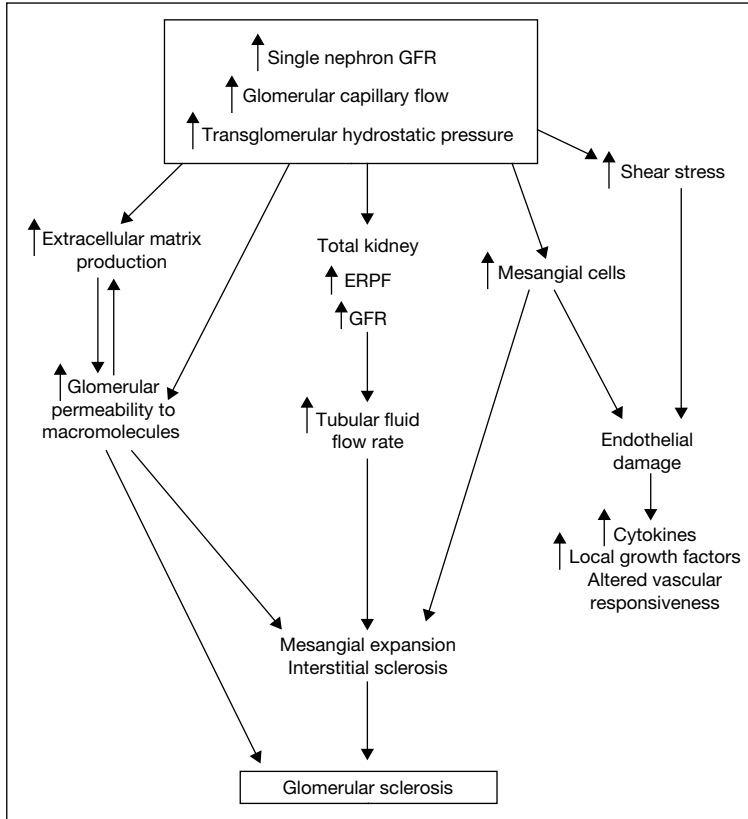 Single nephron GFR
Glomerular capillary flow
Transglomerular hydrostatic pressure
Shear stress
Extracellular matrix
production
Total kidney
ERPF
GFR
Mesangial cells
Glomerular
permeability to
macromolecules
Tubular fluid
flow rate
Endothelial
damage
Cytokines
Local growth factors
Altered vascular
responsiveness
Mesangial expansion
Interstitial sclerosis
Glomerular sclerosis